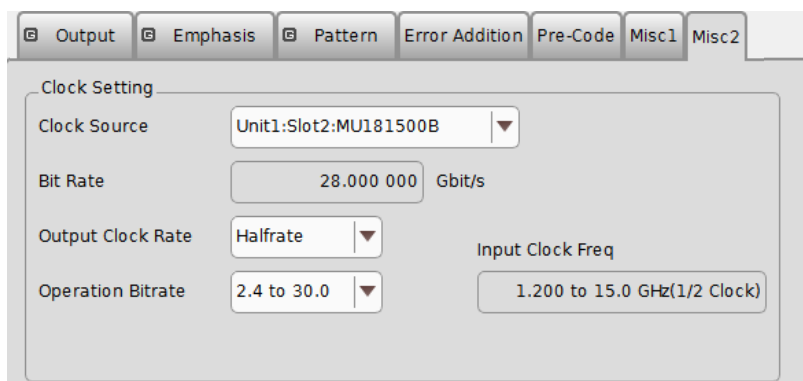 Output Emphasis Pattern Error Addition Pre-Code Misc1 Misc2
Clock Setting
Clock Source Unit1:Slot2:MU181500B
Bit Rate 28.000 000 Gbit/s
Output Clock Rate Halfrate
Input Clock Freq
Operation Bitrate 2.4 to 30.0 1.200 to 15.0 GHz(1/2 Clock)